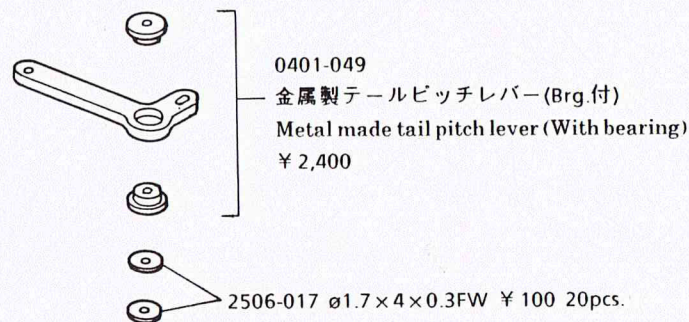 0401-049
金属製テールピッチレバー(Brg.付)
Metal made tail pitch lever (With bearing)
¥ 2,400
2506-017 ø1.7×4×0.3FW ¥ 100 20pcs.